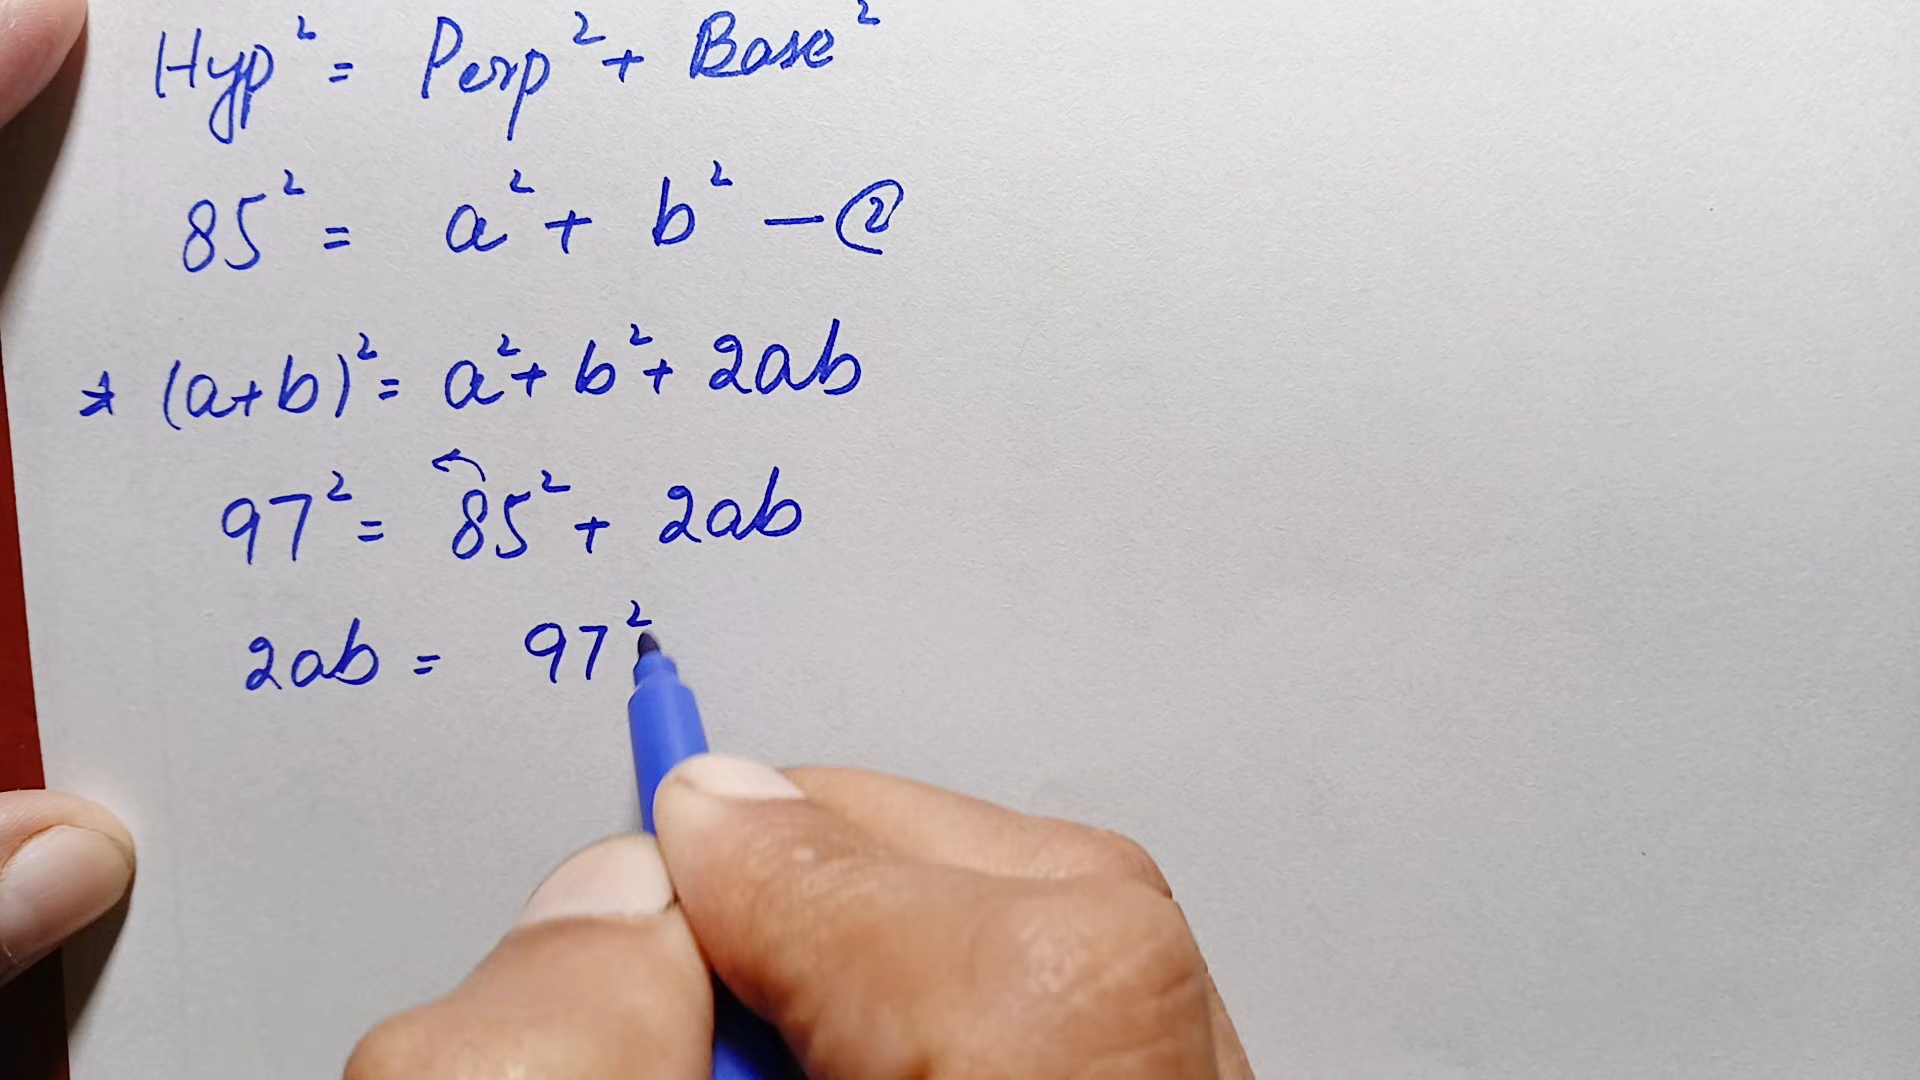 Hyp² = Perp² + Base²
85² = a² + b² — ②
* (a+b)² = a² + b² + 2ab
97² = 85² + 2ab
2ab = 97²